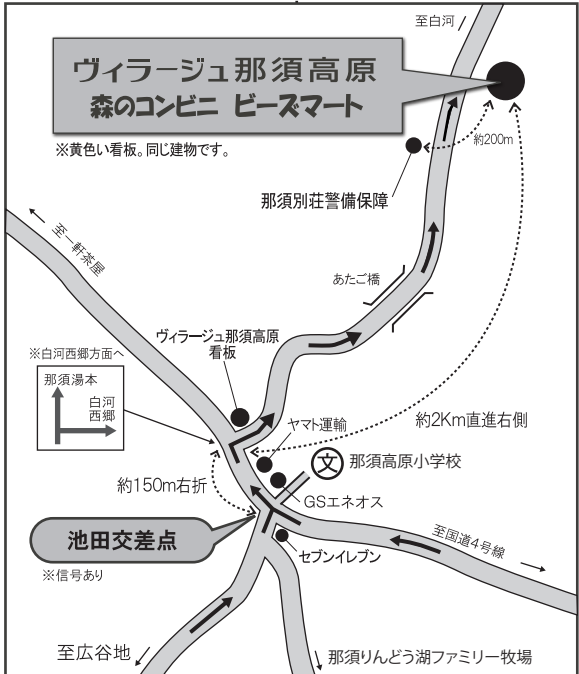 至白河
ヴィラージュ那須高原
森のコンビニ ビーズマート
※黄色い看板。同じ建物です。
約200m
那須別荘警備保障
至一軒茶屋
あたご橋
ヴィラージュ那須高原
看板
※白河西郷方面へ
那須湯本
白河
西郷
ヤマト運輸
約2Km直進右側
文
那須高原小学校
約150m右折
GSエネオス
池田交差点
※信号あり
セブンイレブン
至国道4号線
至広谷地
那須りんどう湖ファミリー牧場